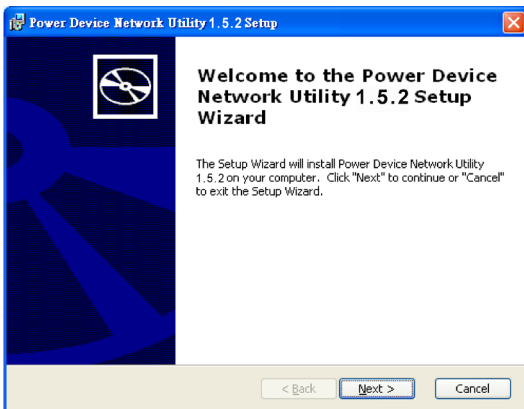 Power Device Network Utility 1.5.2 Setup
Welcome to the Power Device
Network Utility 1.5.2 Setup
Wizard
The Setup Wizard will install Power Device Network Utility
1.5.2 on your computer. Click "Next" to continue or "Cancel"
to exit the Setup Wizard.
< Back
Next >
Cancel